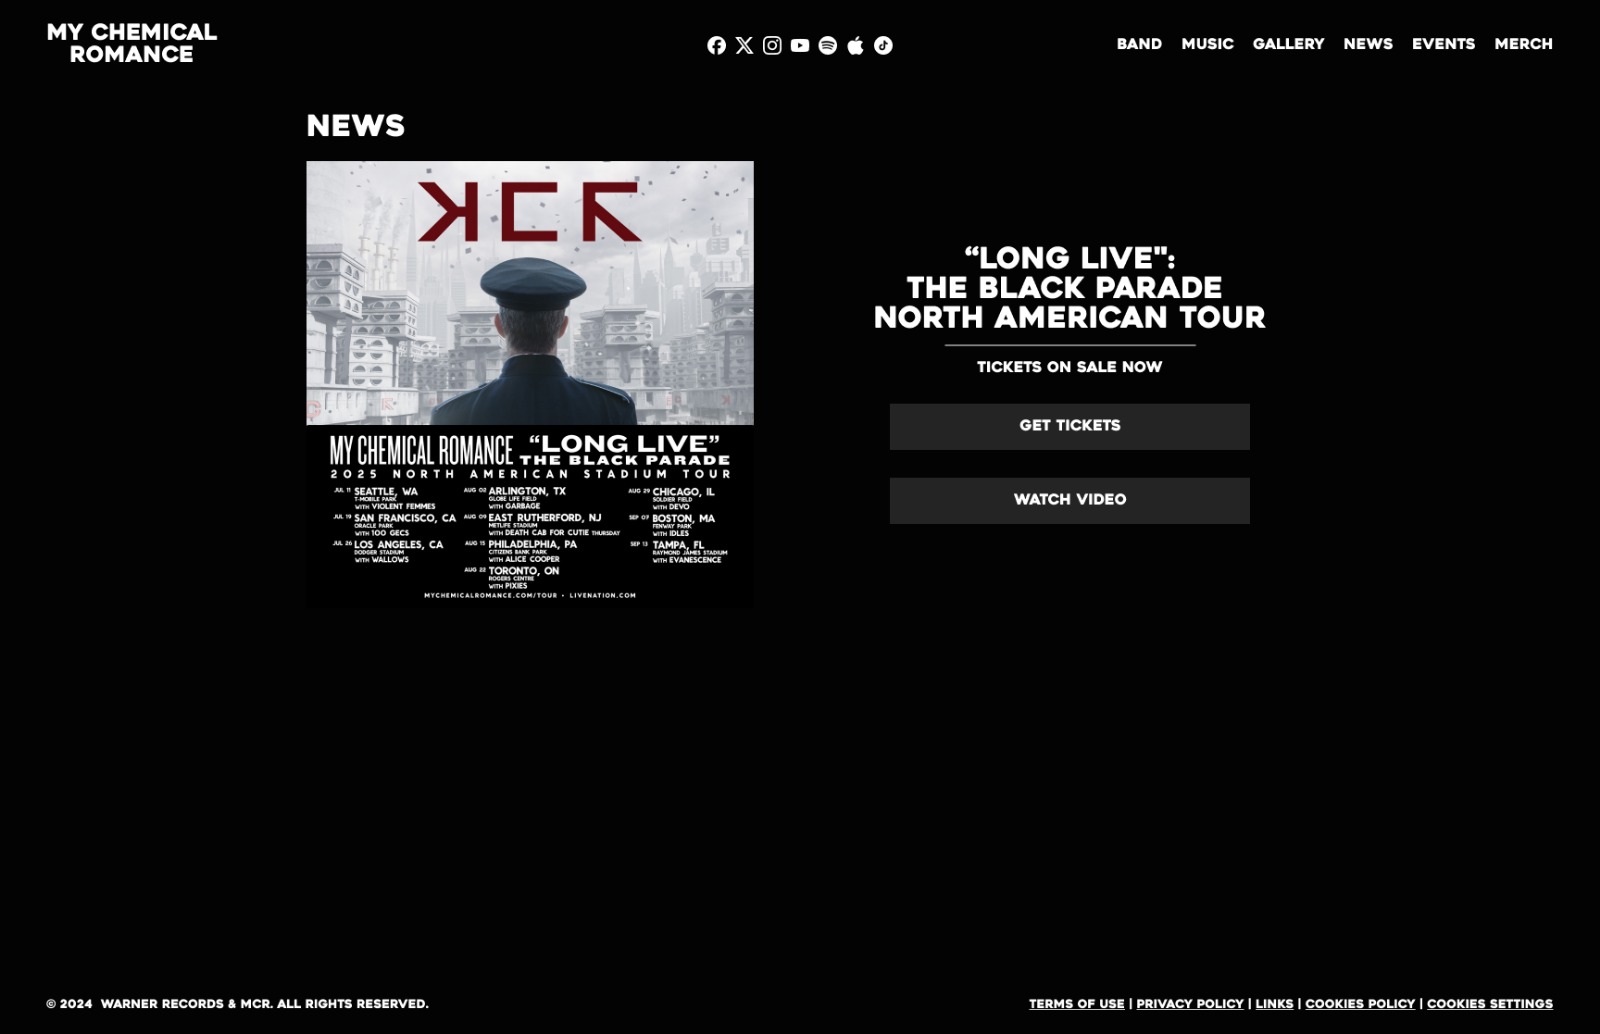 MY CHEMICAL
ROMANCE
BAND MUSIC GALLERY NEWS EVENTS MERCH
NEWS
MY CHEMICAL ROMANCE “LONG LIVE”
THE BLACK PARADE
2025 NORTH AMERICAN STADIUM TOUR
JUL 11 SEATTLE, WA
T-MOBILE PARK
WITH VIOLENT FEMMES
JUL 19 SAN FRANCISCO, CA
ORACLE PARK
WITH 100 GECS
JUL 26 LOS ANGELES, CA
DODGER STADIUM
WITH WALLOWS
AUG 02 ARLINGTON, TX
GLOBE LIFE FIELD
WITH GARBAGE
AUG 09 EAST RUTHERFORD, NJ
METLIFE STADIUM
WITH DEATH CAB FOR CUTIE THURSDAY
AUG 15 PHILADELPHIA, PA
CITIZENS BANK PARK
WITH ALICE COOPER
AUG 22 TORONTO, ON
ROGERS CENTRE
WITH PIXIES
AUG 29 CHICAGO, IL
SOLDIER FIELD
WITH DEVO
SEP 07 BOSTON, MA
FENWAY PARK
WITH IDLES
SEP 13 TAMPA, FL
RAYMOND JAMES STADIUM
WITH EVANESCENCE
MYCHEMICALROMANCE.COM/TOUR • LIVENATION.COM
“LONG LIVE":
THE BLACK PARADE
NORTH AMERICAN TOUR
TICKETS ON SALE NOW
GET TICKETS
WATCH VIDEO
© 2024 WARNER RECORDS & MCR. ALL RIGHTS RESERVED.
TERMS OF USE | PRIVACY POLICY | LINKS | COOKIES POLICY | COOKIES SETTINGS